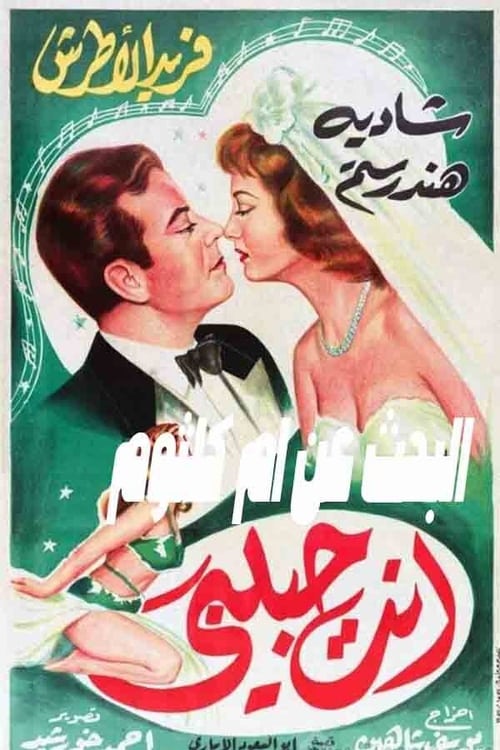 فريد الأطرش
شادية
هند رستم
البحث عن ام كلثوم
انت حبيبي
اخراج
يوسف شاهين
قصة
ابو السعود الابياري
تصوير
احمد خورشيد